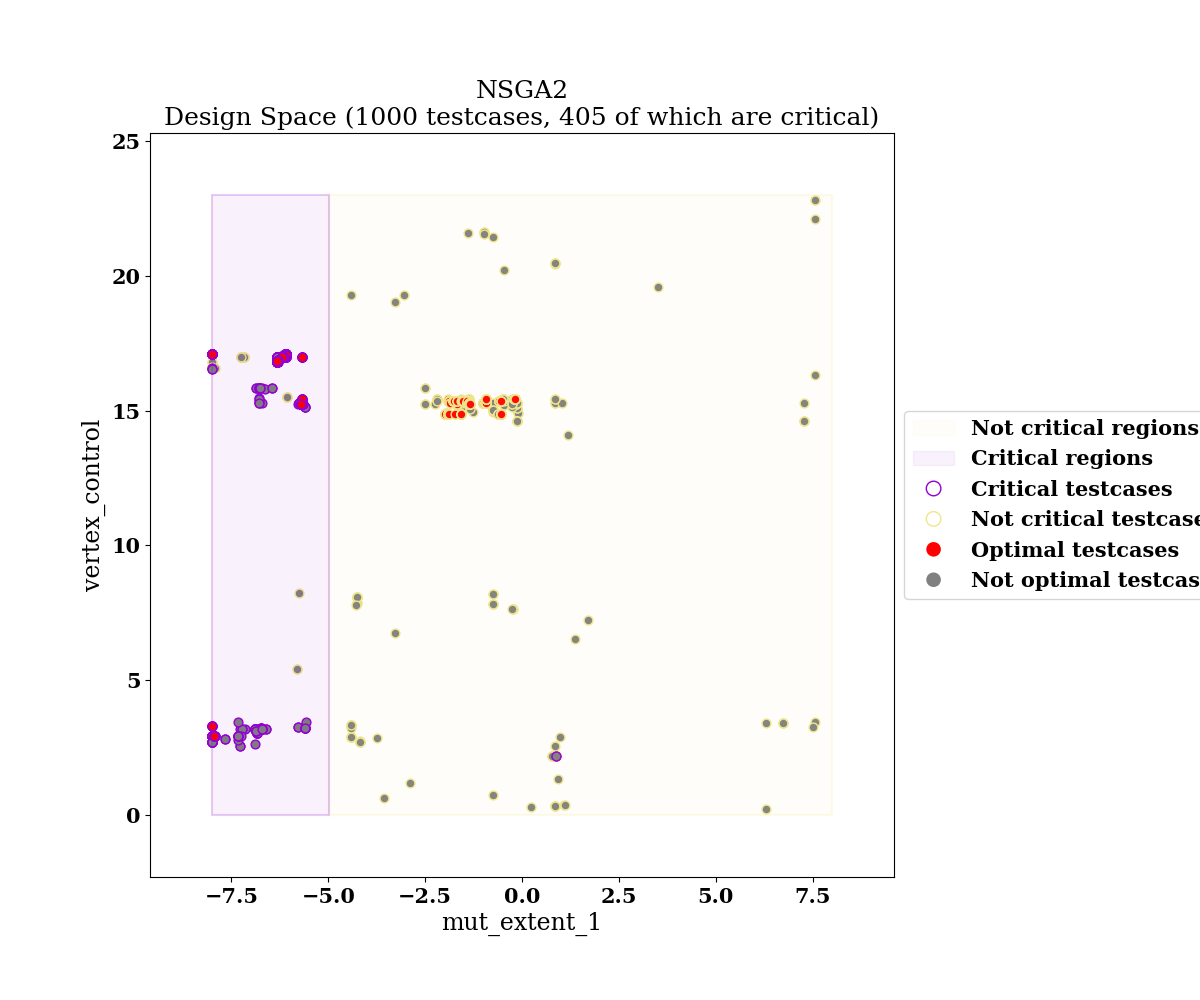 NSGA2
Design Space (1000 testcases, 405 of which are critical)
25
20
15
10
5
0
vertex_control
−7.5 −5.0 −2.5 0.0 2.5 5.0 7.5
mut_extent_1
Not critical regions
Critical regions
Critical testcases
Not critical testcase
Optimal testcases
Not optimal testcas